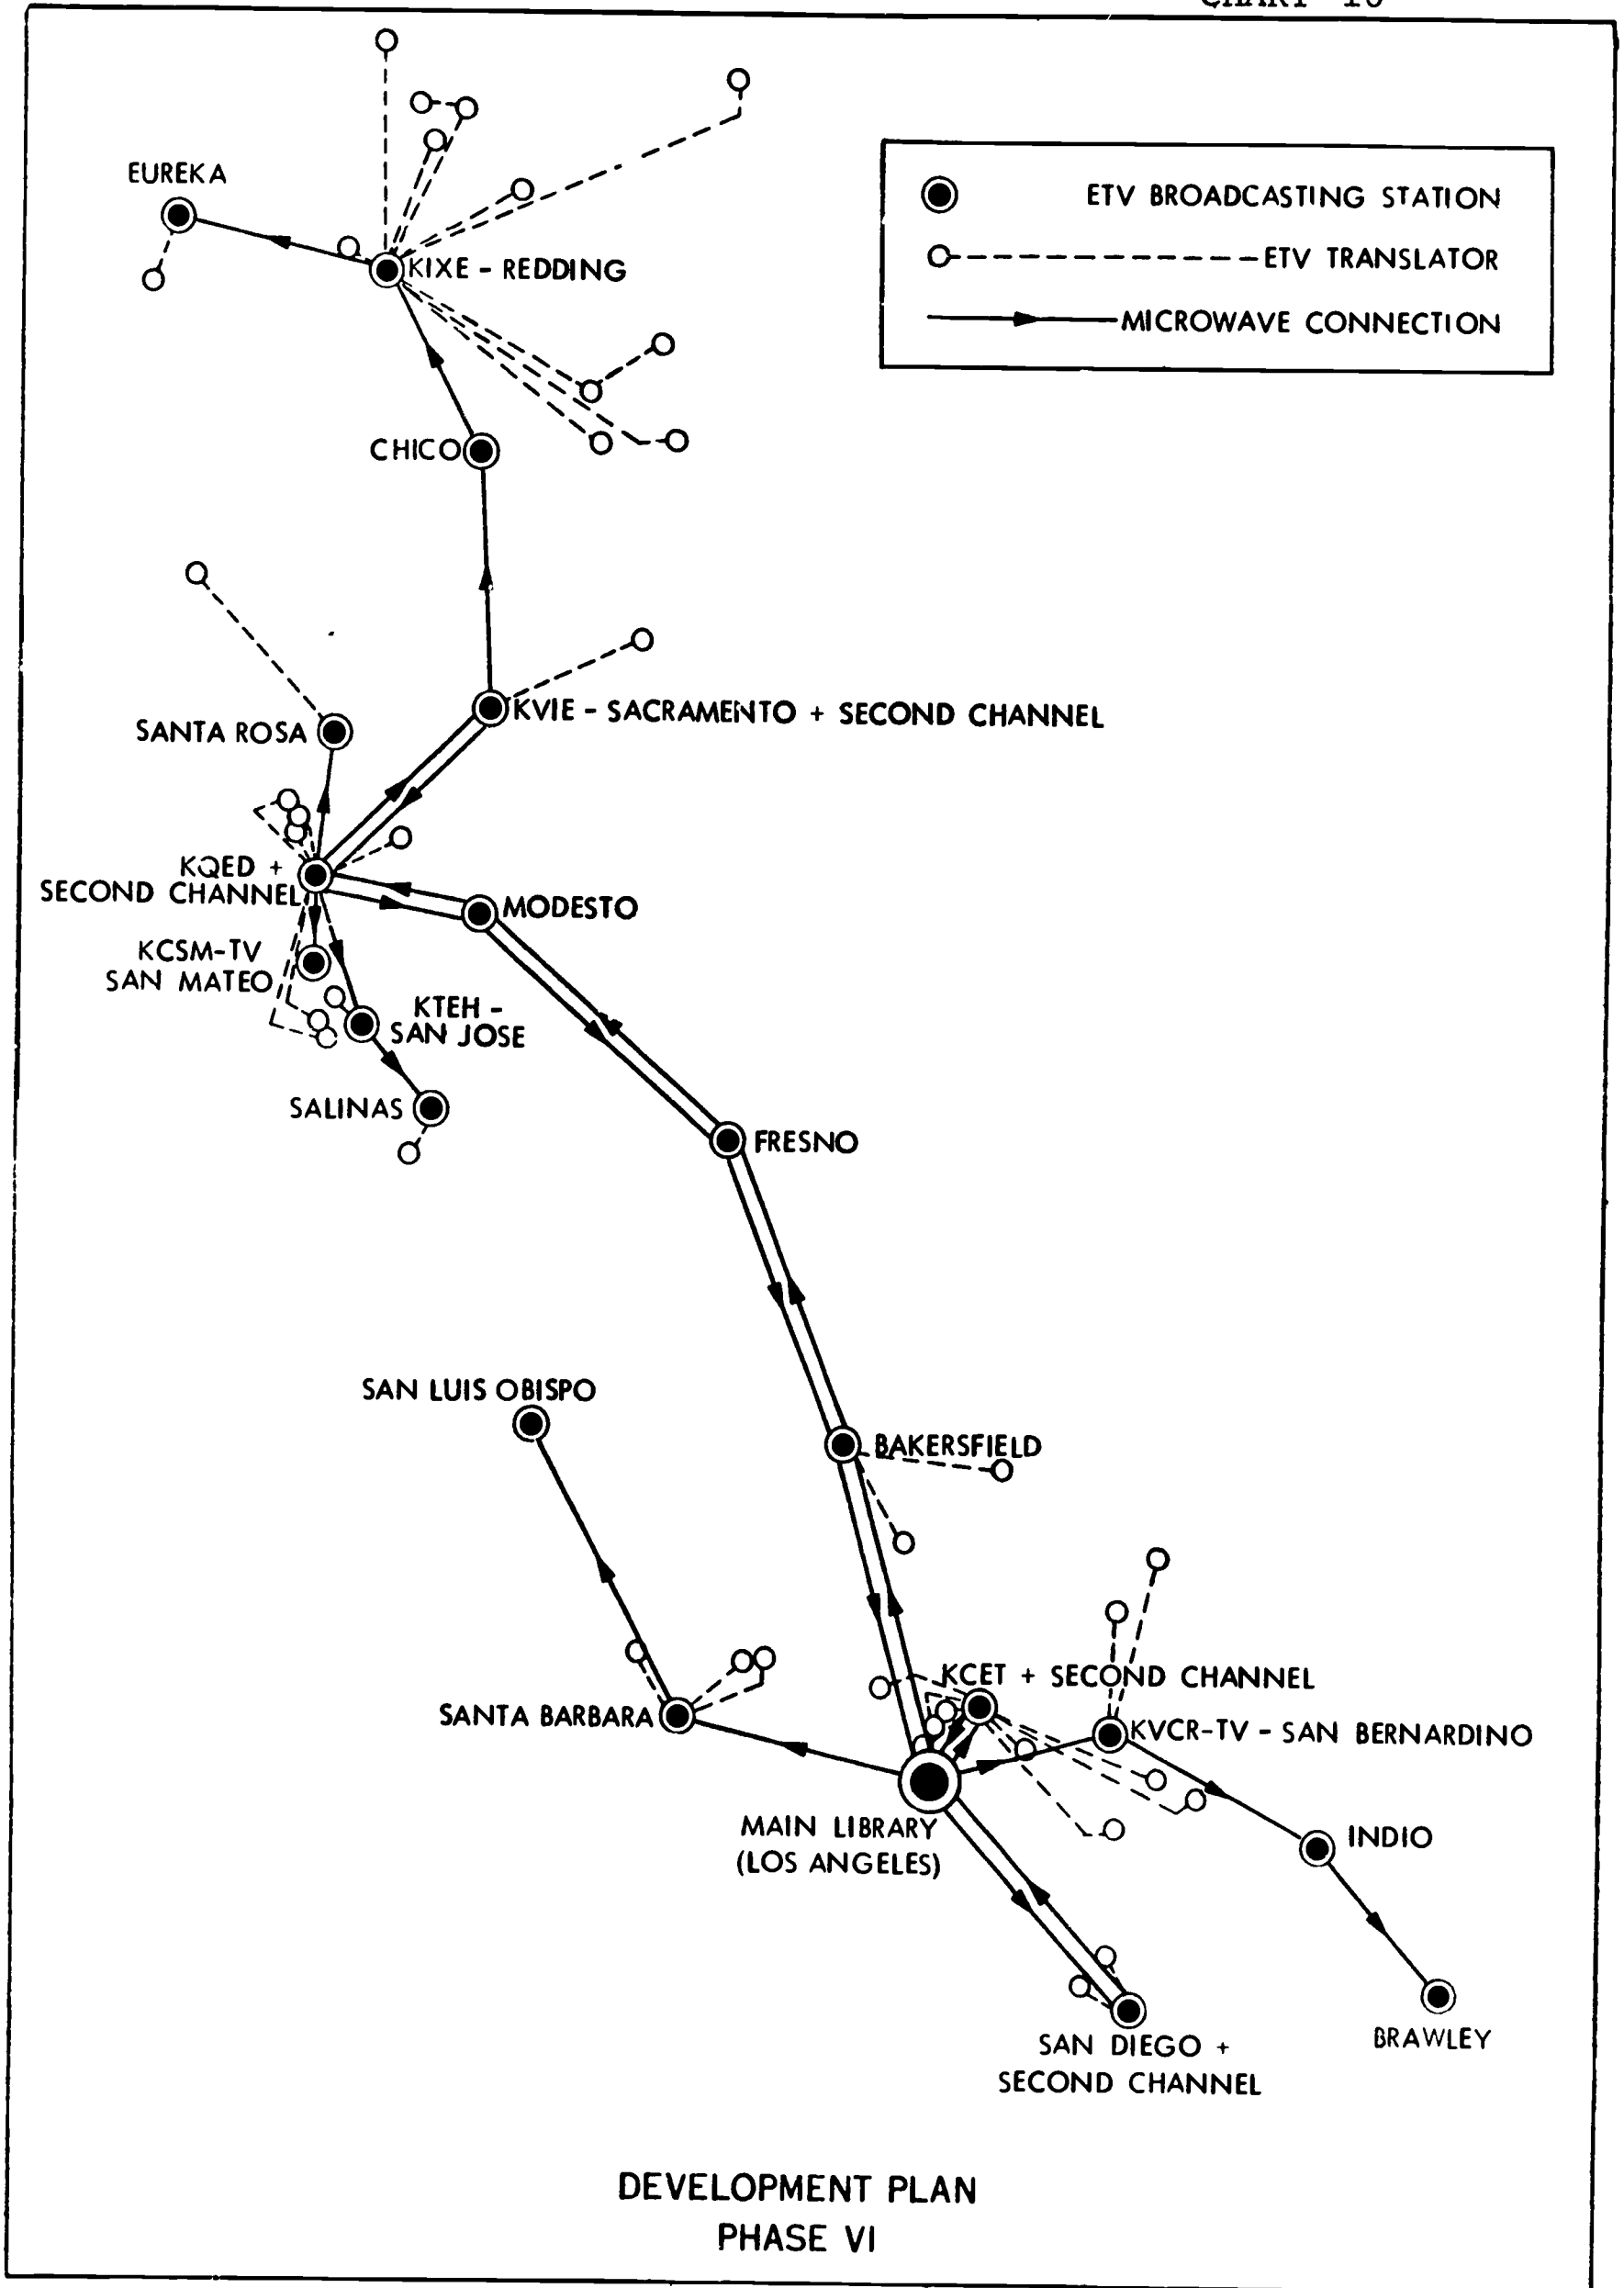 EUREKA
ETV BROADCASTING STATION
ETV TRANSLATOR
MICROWAVE CONNECTION
KIXE - REDDING
CHICO
KVIE - SACRAMENTO + SECOND CHANNEL
SANTA ROSA
KQED +
SECOND CHANNEL
MODESTO
KCSM-TV
SAN MATEO
KTEH -
SAN JOSE
SALINAS
FRESNO
SAN LUIS OBISPO
BAKERSFIELD
KCET + SECOND CHANNEL
SANTA BARBARA
KVCR-TV - SAN BERNARDINO
MAIN LIBRARY
(LOS ANGELES)
INDIO
SAN DIEGO +
SECOND CHANNEL
BRAWLEY
DEVELOPMENT PLAN
PHASE VI